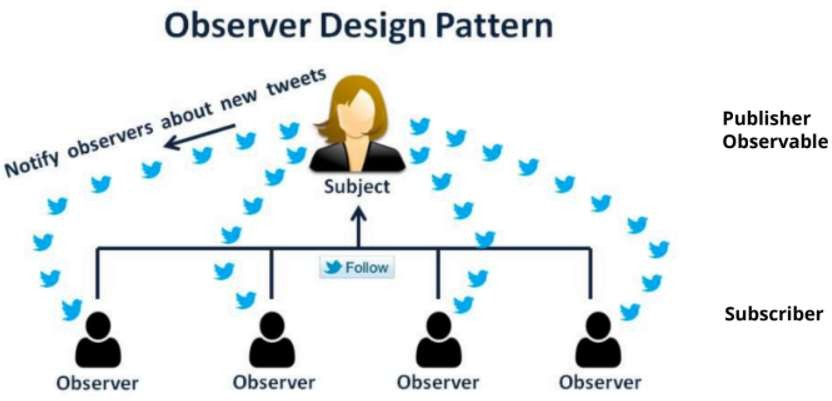 Observer Design Pattern
Notify observers about new tweets
Publisher
Observable
Subject
Follow
Subscriber
Observer
Observer
Observer
Observer